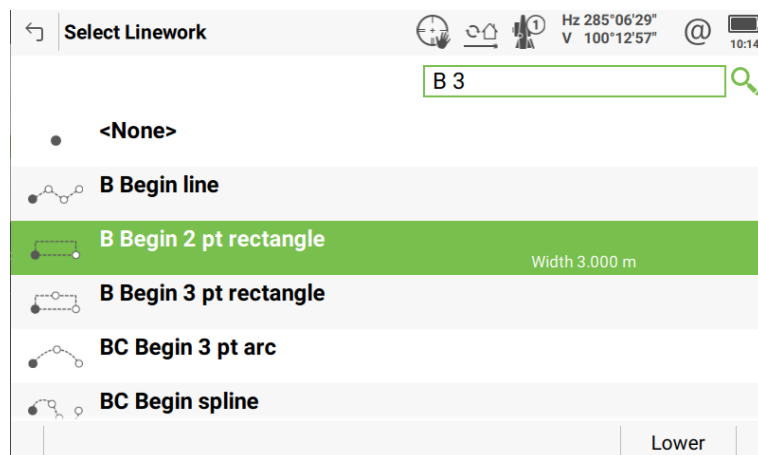 Select Linework
1
Hz 285°06'29"
V 100°12'57"
@
10:14
B 3
<None>
B Begin line
B Begin 2 pt rectangle
Width 3.000 m
B Begin 3 pt rectangle
BC Begin 3 pt arc
BC Begin spline
Lower